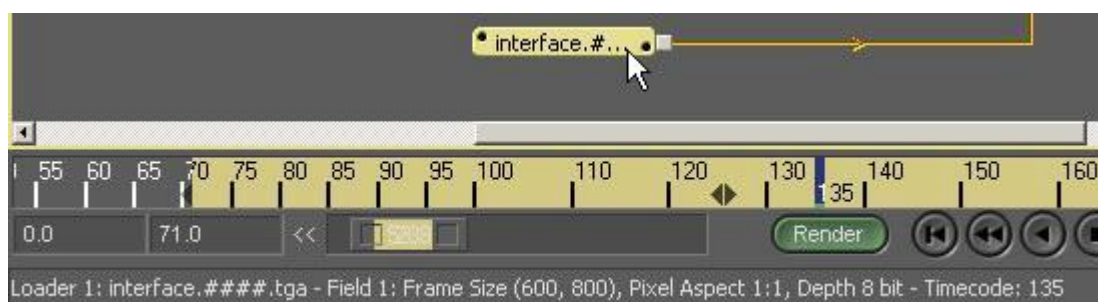 interface.#...
55 60 65 70 75 80 85 90 95 100 110 120 130 135 140 150 160
0.0 71.0 << Render
Loader 1: interface.####.tga - Field 1: Frame Size (600, 800), Pixel Aspect 1:1, Depth 8 bit - Timecode: 135